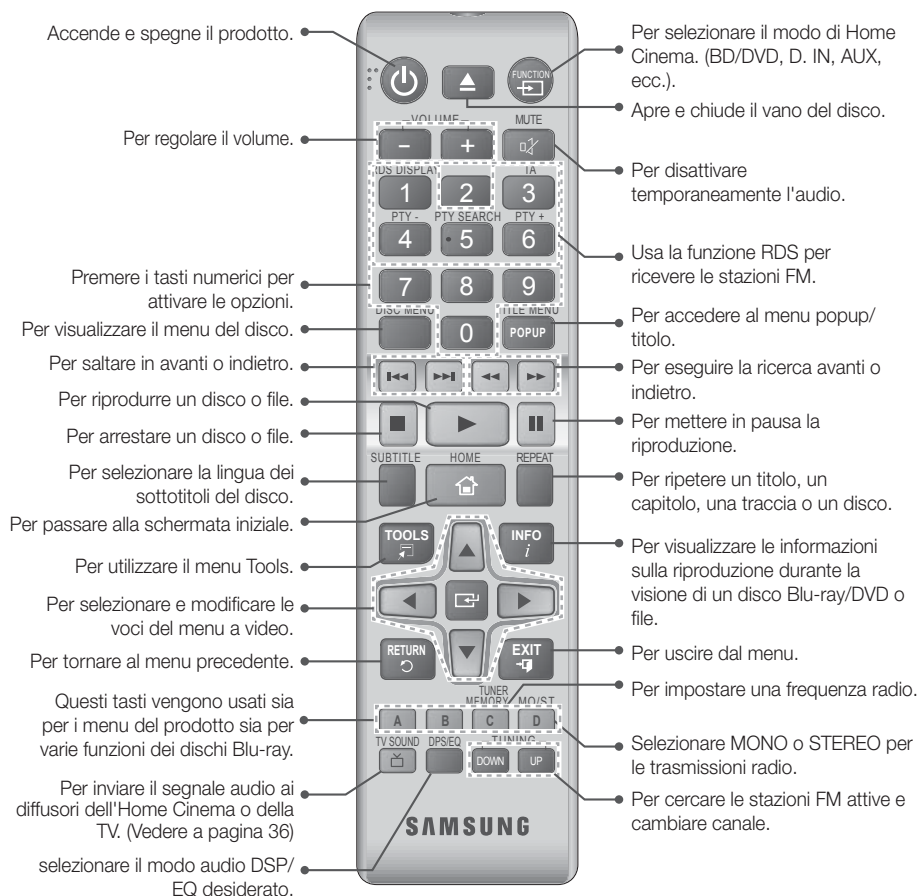 Accende e spegne il prodotto.
Per regolare il volume.
Premere i tasti numerici per
attivare le opzioni.
Per visualizzare il menu del disco.
Per saltare in avanti o indietro.
Per riprodurre un disco o file.
Per arrestare un disco o file.
Per selezionare la lingua dei
sottotitoli del disco.
Per passare alla schermata iniziale.
Per utilizzare il menu Tools.
Per selezionare e modificare le
voci del menu a video.
Per tornare al menu precedente.
Questi tasti vengono usati sia
per i menu del prodotto sia per
varie funzioni dei dischi Blu-ray.
Per inviare il segnale audio ai
diffusori dell'Home Cinema o della
TV. (Vedere a pagina 36)
selezionare il modo audio DSP/
EQ desiderato.
FUNCTION
VOLUME MUTE
- +
RDS DISPLAY TA
1 2 3
PTY - PTY SEARCH PTY +
4 5 6
7 8 9
DISC MENU TITLE MENU
0 POPUP
SUBTITLE HOME REPEAT
TOOLS INFO
i
RETURN EXIT
TUNER
MEMORY MO/ST
A B C D
TV SOUND DPS/EQ TUNING
DOWN UP
SAMSUNG
Per selezionare il modo di Home
Cinema. (BD/DVD, D. IN, AUX,
ecc.).
Apre e chiude il vano del disco.
Per disattivare
temporaneamente l'audio.
Usa la funzione RDS per
ricevere le stazioni FM.
Per accedere al menu popup/
titolo.
Per eseguire la ricerca avanti o
indietro.
Per mettere in pausa la
riproduzione.
Per ripetere un titolo, un
capitolo, una traccia o un disco.
Per visualizzare le informazioni
sulla riproduzione durante la
visione di un disco Blu-ray/DVD o
file.
Per uscire dal menu.
Per impostare una frequenza radio.
Selezionare MONO o STEREO per
le trasmissioni radio.
Per cercare le stazioni FM attive e
cambiare canale.